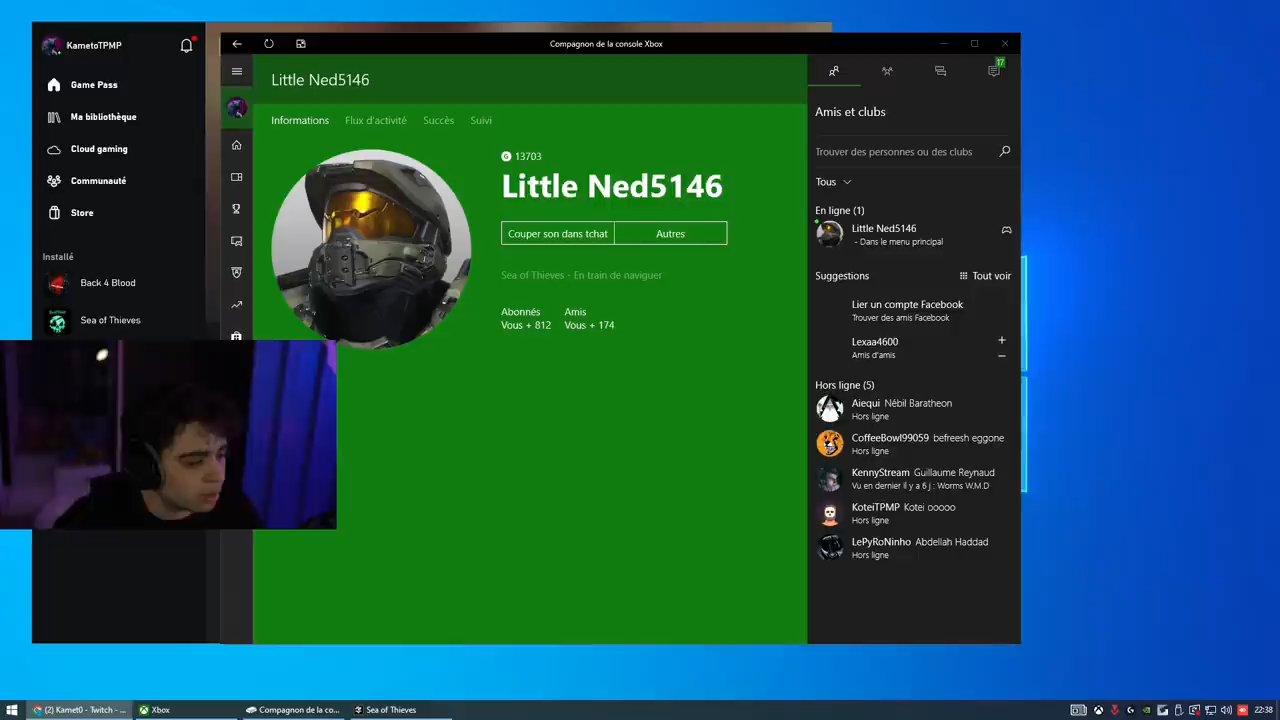 KametoTPMP
Game Pass
Ma bibliothèque
Cloud gaming
Communauté
Store
Installé
Back 4 Blood
Sea of Thieves
Compagnon de la console Xbox
Little Ned5146
Informations Flux d'activité Succès Suivi
G 13703
Little Ned5146
Couper son dans tchat Autres
Sea of Thieves - En train de naviguer
Abonnés Amis
Vous + 812 Vous + 174
17
Amis et clubs
Trouver des personnes ou des clubs
Tous
En ligne (1)
Little Ned5146
- Dans le menu principal
Suggestions Tout voir
Lier un compte Facebook
Trouver des amis Facebook
Lexaa4600
Amis d'amis
Hors ligne (5)
Aiequi Nébil Baratheon
Hors ligne
CoffeeBowl99059 befreesh eggone
Hors ligne
KennyStream Guillaume Reynaud
Vu en dernier il y a 6 j : Worms W.M.D
KoteiTPMP Kotei ooooo
Hors ligne
LePyRoNinho Abdellah Haddad
Hors ligne
(2) Kamet0 - Twitch - ... Xbox Compagnon de la co... Sea of Thieves 22:38